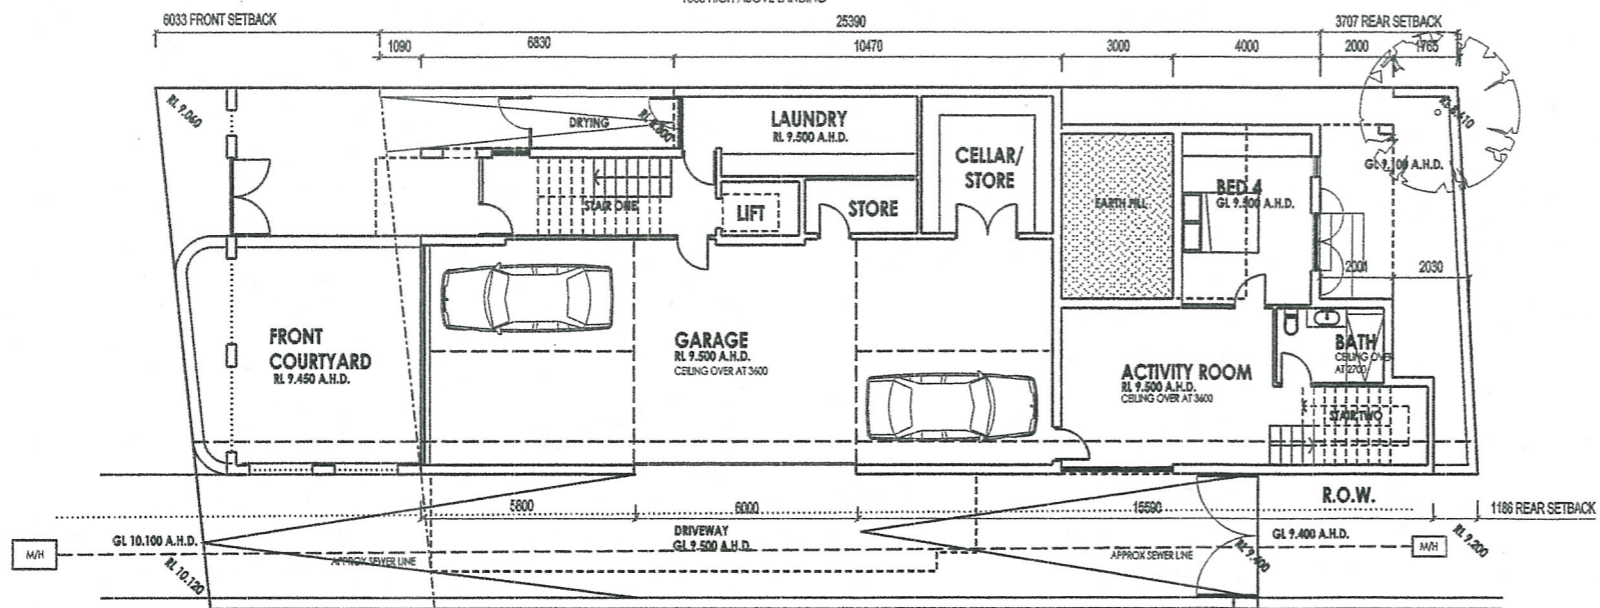 6033 FRONT SETBACK
25390
3707 REAR SETBACK
1090
6830
10470
3000
4000
2000
1765
RL 9.060
DRYING
LAUNDRY
RL 9.500 A.H.D.
CELLAR/
STORE
GL 9.100 A.H.D.
BED 4
GL 9.500 A.H.D.
EARTH FILL
STAIR ONE
LIFT
STORE
2001
2030
FRONT
COURTYARD
RL 9.450 A.H.D.
GARAGE
RL 9.500 A.H.D.
CEILING OVER AT 3600
ACTIVITY ROOM
RL 9.500 A.H.D.
CEILING OVER AT 3600
BATH
CEILING OVER
AT 2700
STAIR TWO
R.O.W.
5800
6000
15590
1186 REAR SETBACK
GL 10.100 A.H.D.
DRIVEWAY
GL 9.500 A.H.D.
GL 9.400 A.H.D.
RL 9.200
M/H
APPROX SEWER LINE
APPROX SEWER LINE
M/H
RL 10.120